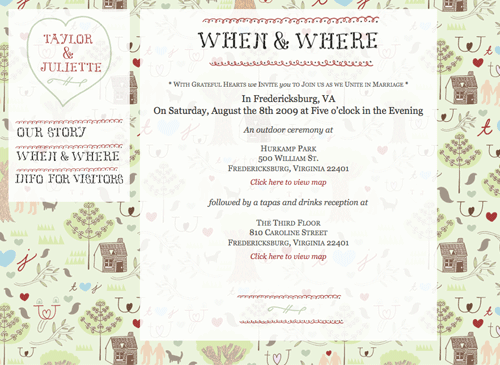 TAYLOR
&
JULIETTE
OUR STORY
WHEN & WHERE
INFO FOR VISITORS
WHEN & WHERE
* With Grateful Hearts we Invite you to Join us as we Unite in Marriage *
In Fredericksburg, VA
On Saturday, August the 8th 2009 at Five o'clock in the Evening
An outdoor ceremony at
Hurkamp Park
500 William St.
Fredericksburg, Virginia 22401
Click here to view map
followed by a tapas and drinks reception at
The Third Floor
810 Caroline Street
Fredericksburg, Virginia 22401
Click here to view map